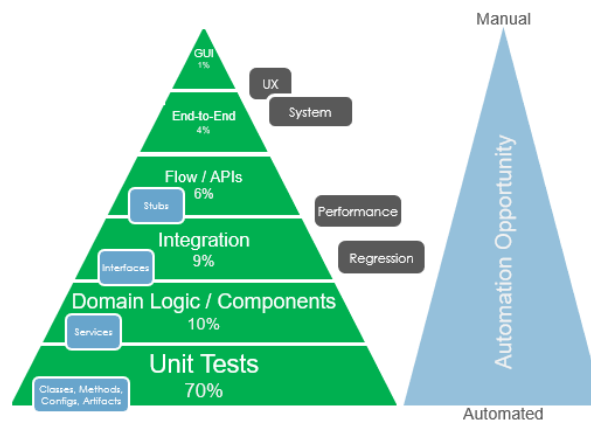 Manual
GUI
1%
UX
System
End-to-End
4%
Flow / APIs
6%
Stubs
Performance
Integration
9%
Interfaces
Regression
Domain Logic / Components
10%
Services
Unit Tests
70%
Classes, Methods,
Configs, Artifacts
Automation Opportunity
Automated